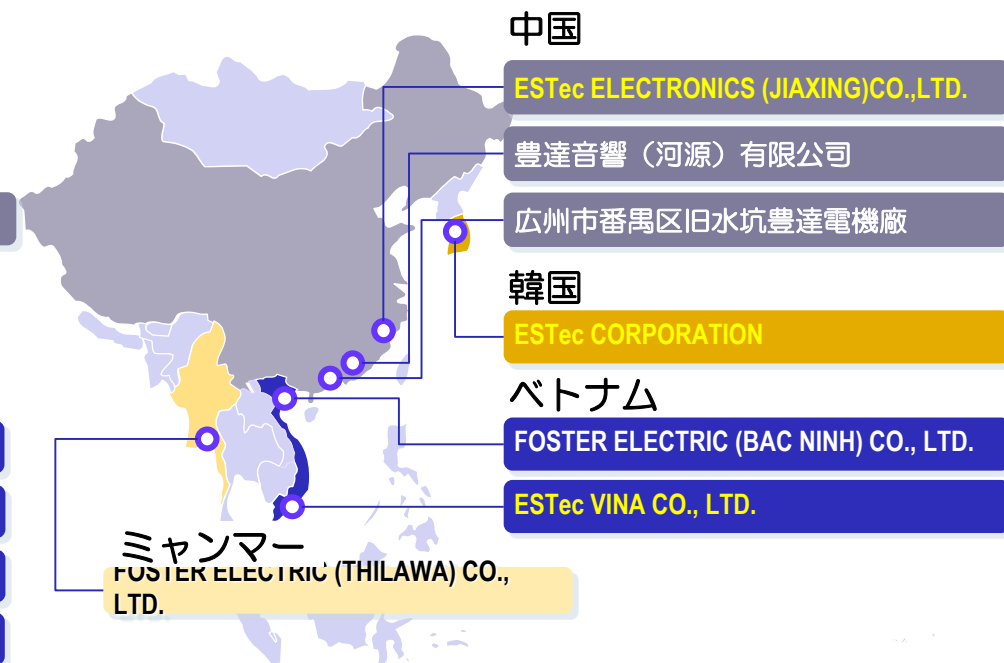 中国
ESTec ELECTRONICS (JIAXING)CO.,LTD.
豊達音響（河源）有限公司
広州市番禺区旧水坑豊達電機廠
韓国
ESTec CORPORATION
ベトナム
FOSTER ELECTRIC (BAC NINH) CO., LTD.
ESTec VINA CO., LTD.
ミャンマー
FOSTER ELECTRIC (THILAWA) CO.,
LTD.